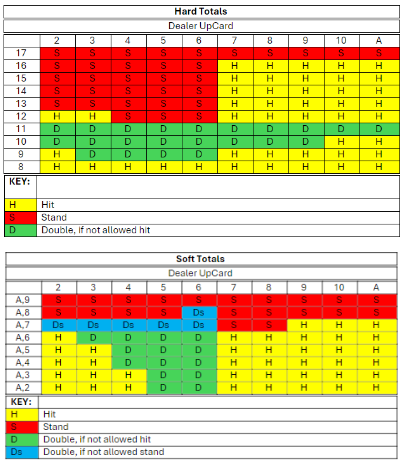 Hard Totals
Dealer UpCard
2 3 4 5 6 7 8 9 10 A
17 S S S S S S S S S S
16 S S S S S H H H H H
15 S S S S S H H H H H
14 S S S S S H H H H H
13 S S S S S H H H H H
12 H H S S S H H H H H
11 D D D D D D D D D D
10 D D D D D D D D H H
9 H D D D D H H H H H
8 H H H H H H H H H H
KEY:
H Hit
S Stand
D Double, if not allowed hit
Soft Totals
Dealer UpCard
2 3 4 5 6 7 8 9 10 A
A,9 S S S S S S S S S S
A,8 S S S S Ds S S S S S
A,7 Ds Ds Ds Ds Ds S S H H H
A,6 H D D D D H H H H H
A,5 H H D D D H H H H H
A,4 H H D D D H H H H H
A,3 H H H D D H H H H H
A,2 H H H D D H H H H H
KEY:
H Hit
S Stand
D Double, if not allowed hit
Ds Double, if not allowed stand